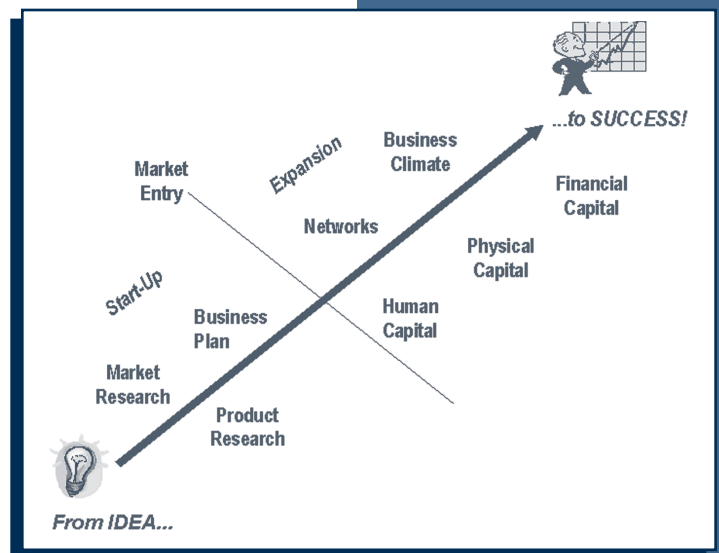 ...to SUCCESS!
Business
Climate
Expansion
Market
Entry
Financial
Capital
Networks
Physical
Capital
Start-Up
Business
Plan
Human
Capital
Market
Research
Product
Research
From IDEA...